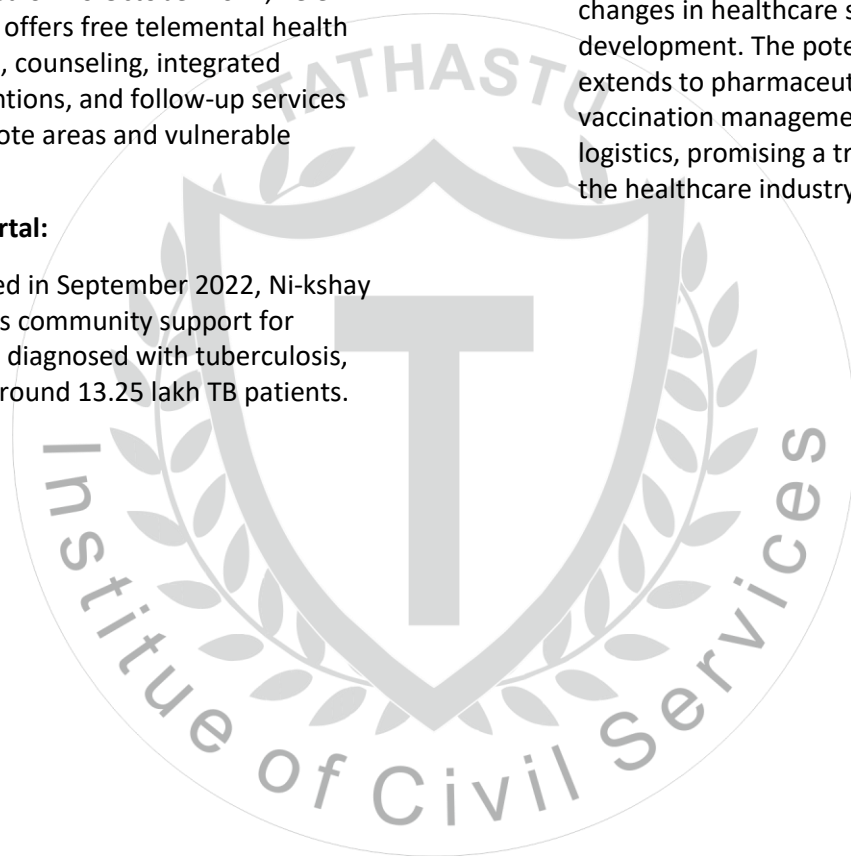 offers free telemental health
, counseling, integrated
ntions, and follow-up services
ote areas and vulnerable
rtal:
ed in September 2022, Ni-kshay
s community support for
diagnosed with tuberculosis,
round 13.25 lakh TB patients.
changes in healthcare s
development. The pote
extends to pharmaceut
vaccination manageme
logistics, promising a tr
the healthcare industry
TATHASTU
T
Institue of Civil Services